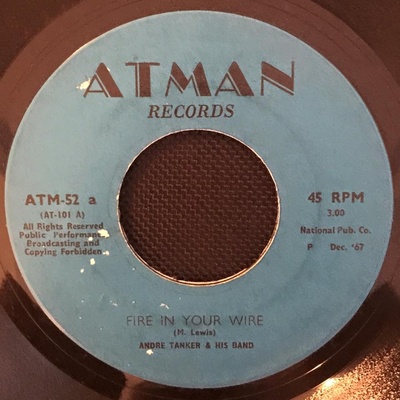 ATMAN
RECORDS
ATM-52 a
(AT-101 A)
All Rights Reserved
Public Performance
Broadcasting and
Copying Forbidden
45 RPM
3.00
National Pub. Co.
P Dec. '67
FIRE IN YOUR WIRE
(M. Lewis)
ANDRE TANKER & HIS BAND